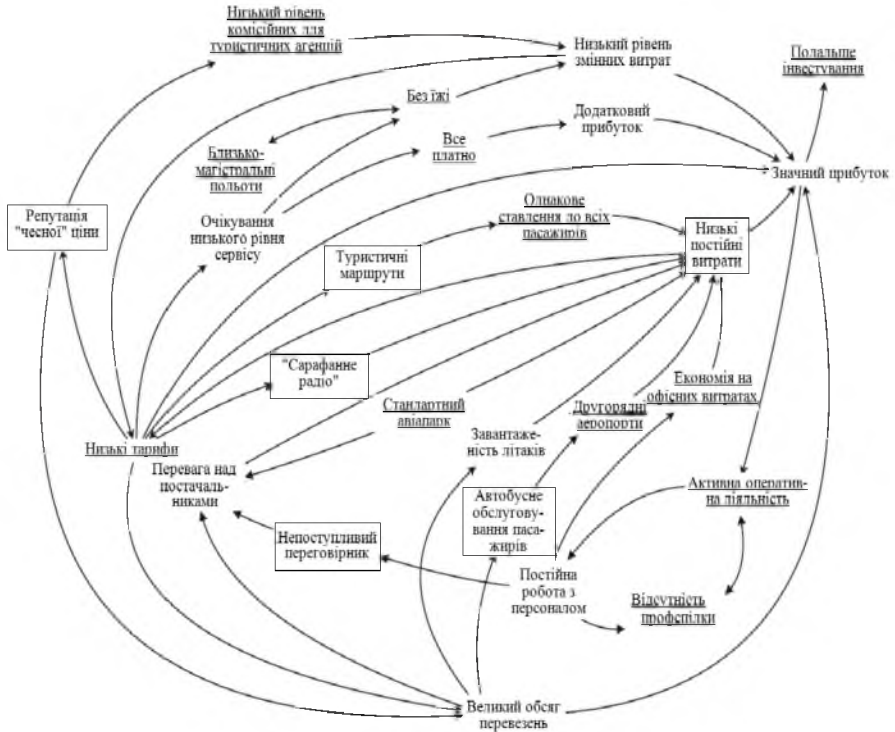 Низький рівень
комісійних для
туристичних агенцій
Низький рівень
змінних витрат
Подальше
інвестування
Без їжі
Додатковий
прибуток
Близько-
магістральні
польоти
Все
платно
Значний прибуток
Репутація
"чесної" ціни
Очікування
низького рівня
сервісу
Однакове
ставлення до всіх
пасажирів
Низькі
постійні
витрати
Туристичні
маршрути
"Сарафанне
радіо"
Економія на
офісних витратах
Стандартний
авіапарк
Другорядні
аеропорти
Низькі тарифи
Завантаже-
ність літаків
Перевага над
постачаль-
никами
Активна оператив-
на діяльність
Автобусне
обслугову-
вання паса-
жирів
Непоступливий
переговірник
Постійна
робота з
персоналом
Відсутність
профспілки
Великий обсяг
перевезень